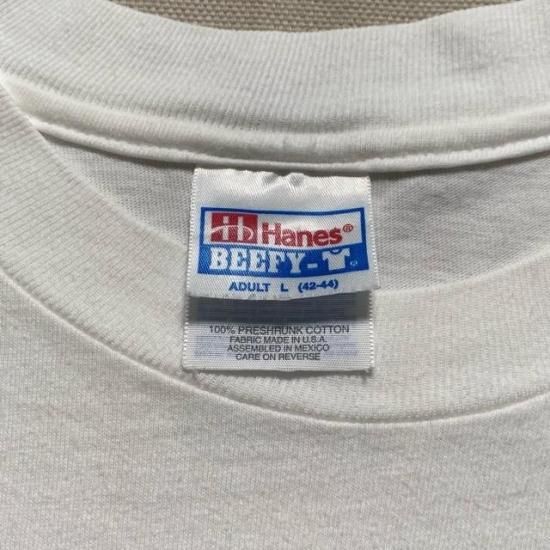 Hanes®
BEEFY-T®
ADULT L (42-44)
100% PRESHRUNK COTTON
FABRIC MADE IN U.S.A.
ASSEMBLED IN MEXICO
CARE ON REVERSE